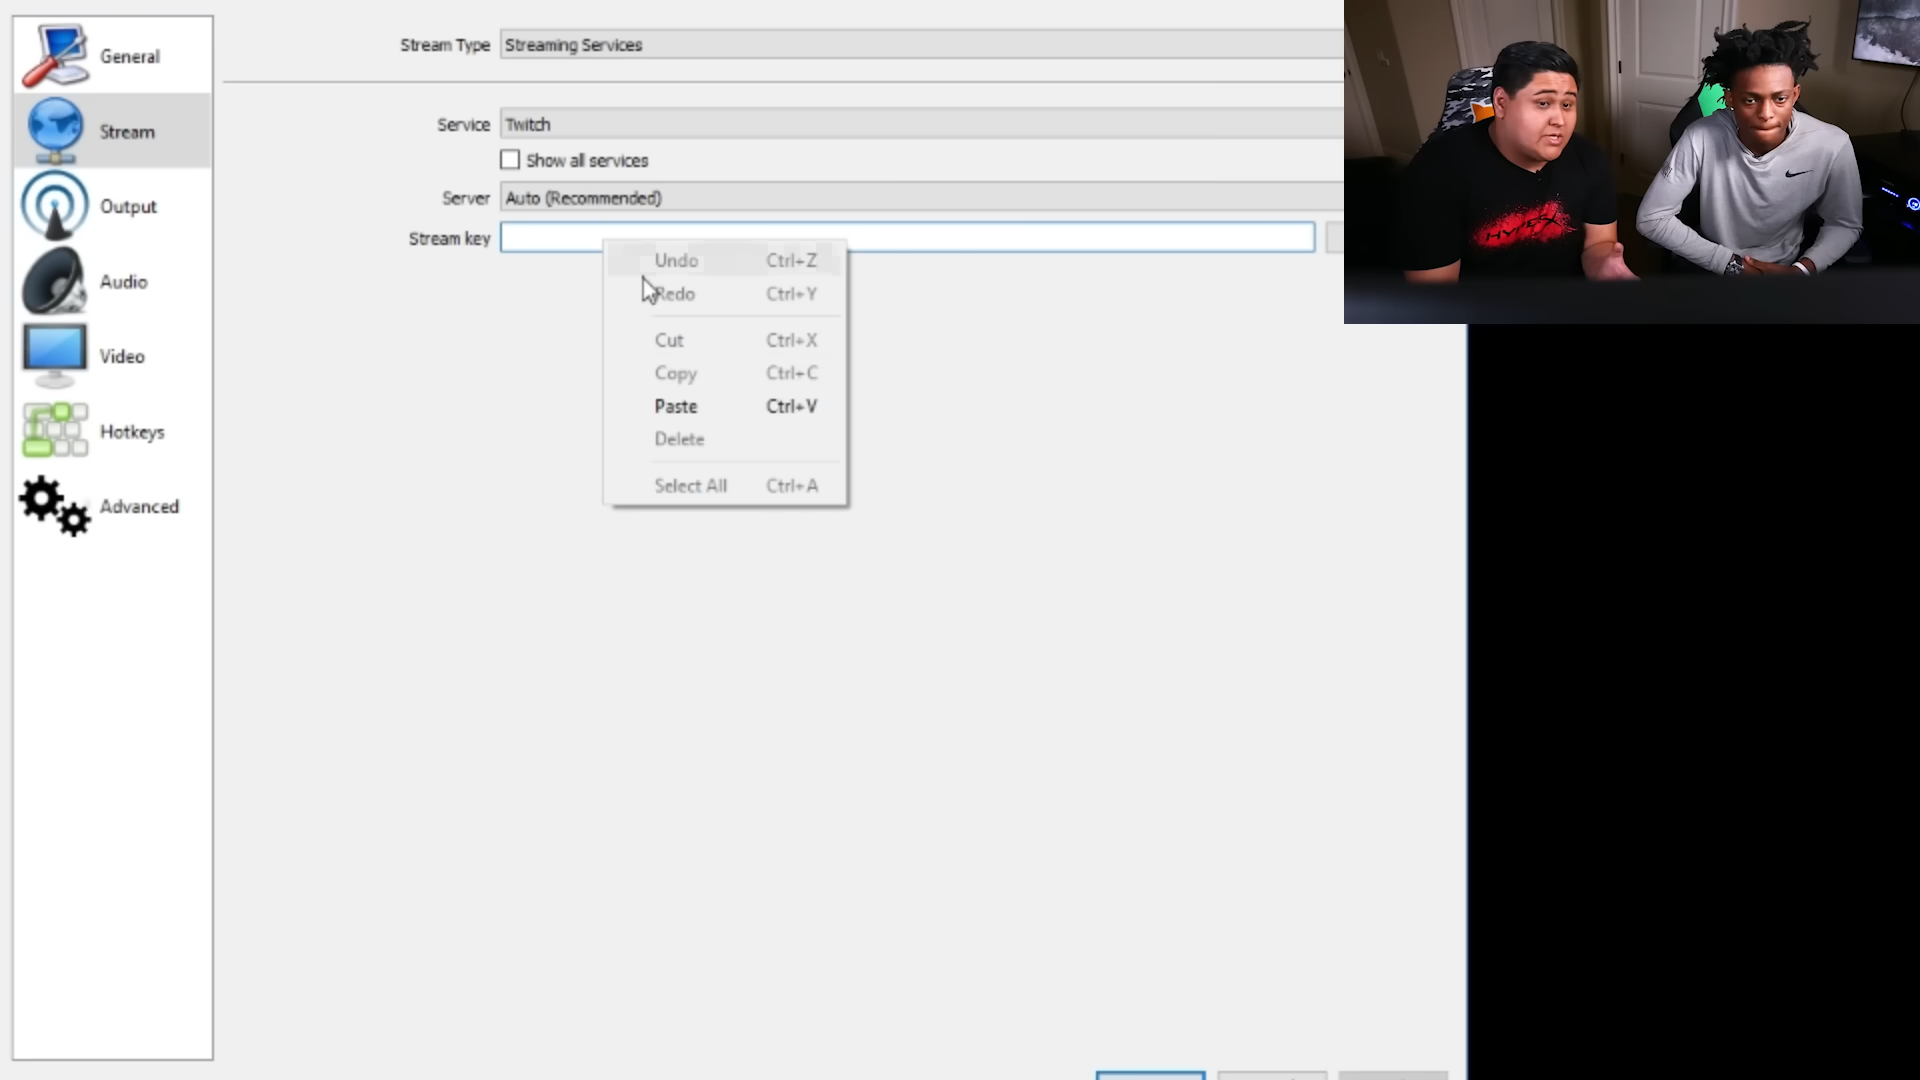 General
Stream
Output
Audio
Video
Hotkeys
Advanced
Stream Type Streaming Services
Service Twitch
Show all services
Server Auto (Recommended)
Stream key
Undo Ctrl+Z
Redo Ctrl+Y
Cut Ctrl+X
Copy Ctrl+C
Paste Ctrl+V
Delete
Select All Ctrl+A
HYPERX